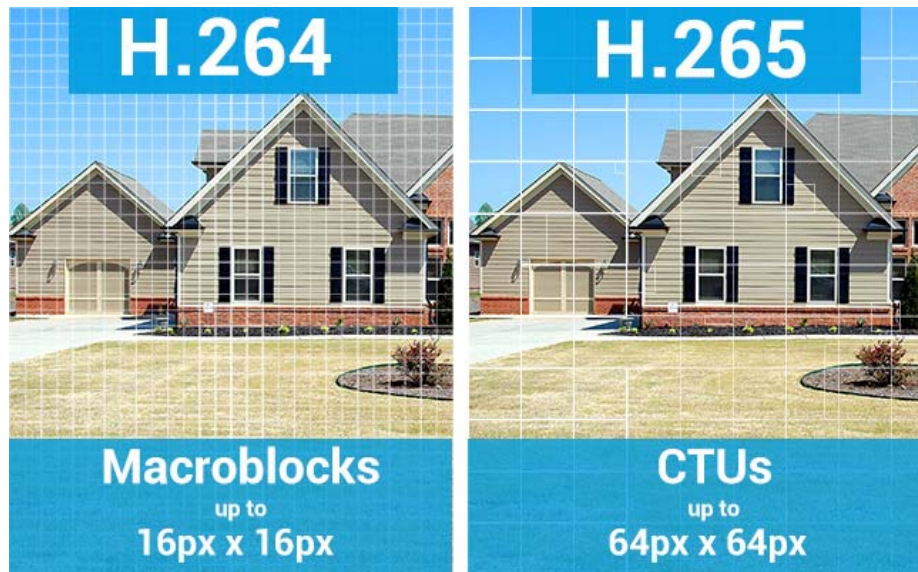 H.264
Macroblocks
up to
16px x 16px
H.265
CTUs
up to
64px x 64px